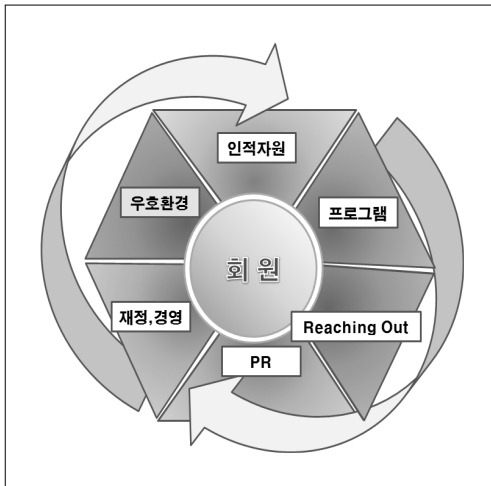 인적자원
우호환경
프로그램
회 원
재정,경영
Reaching Out
PR